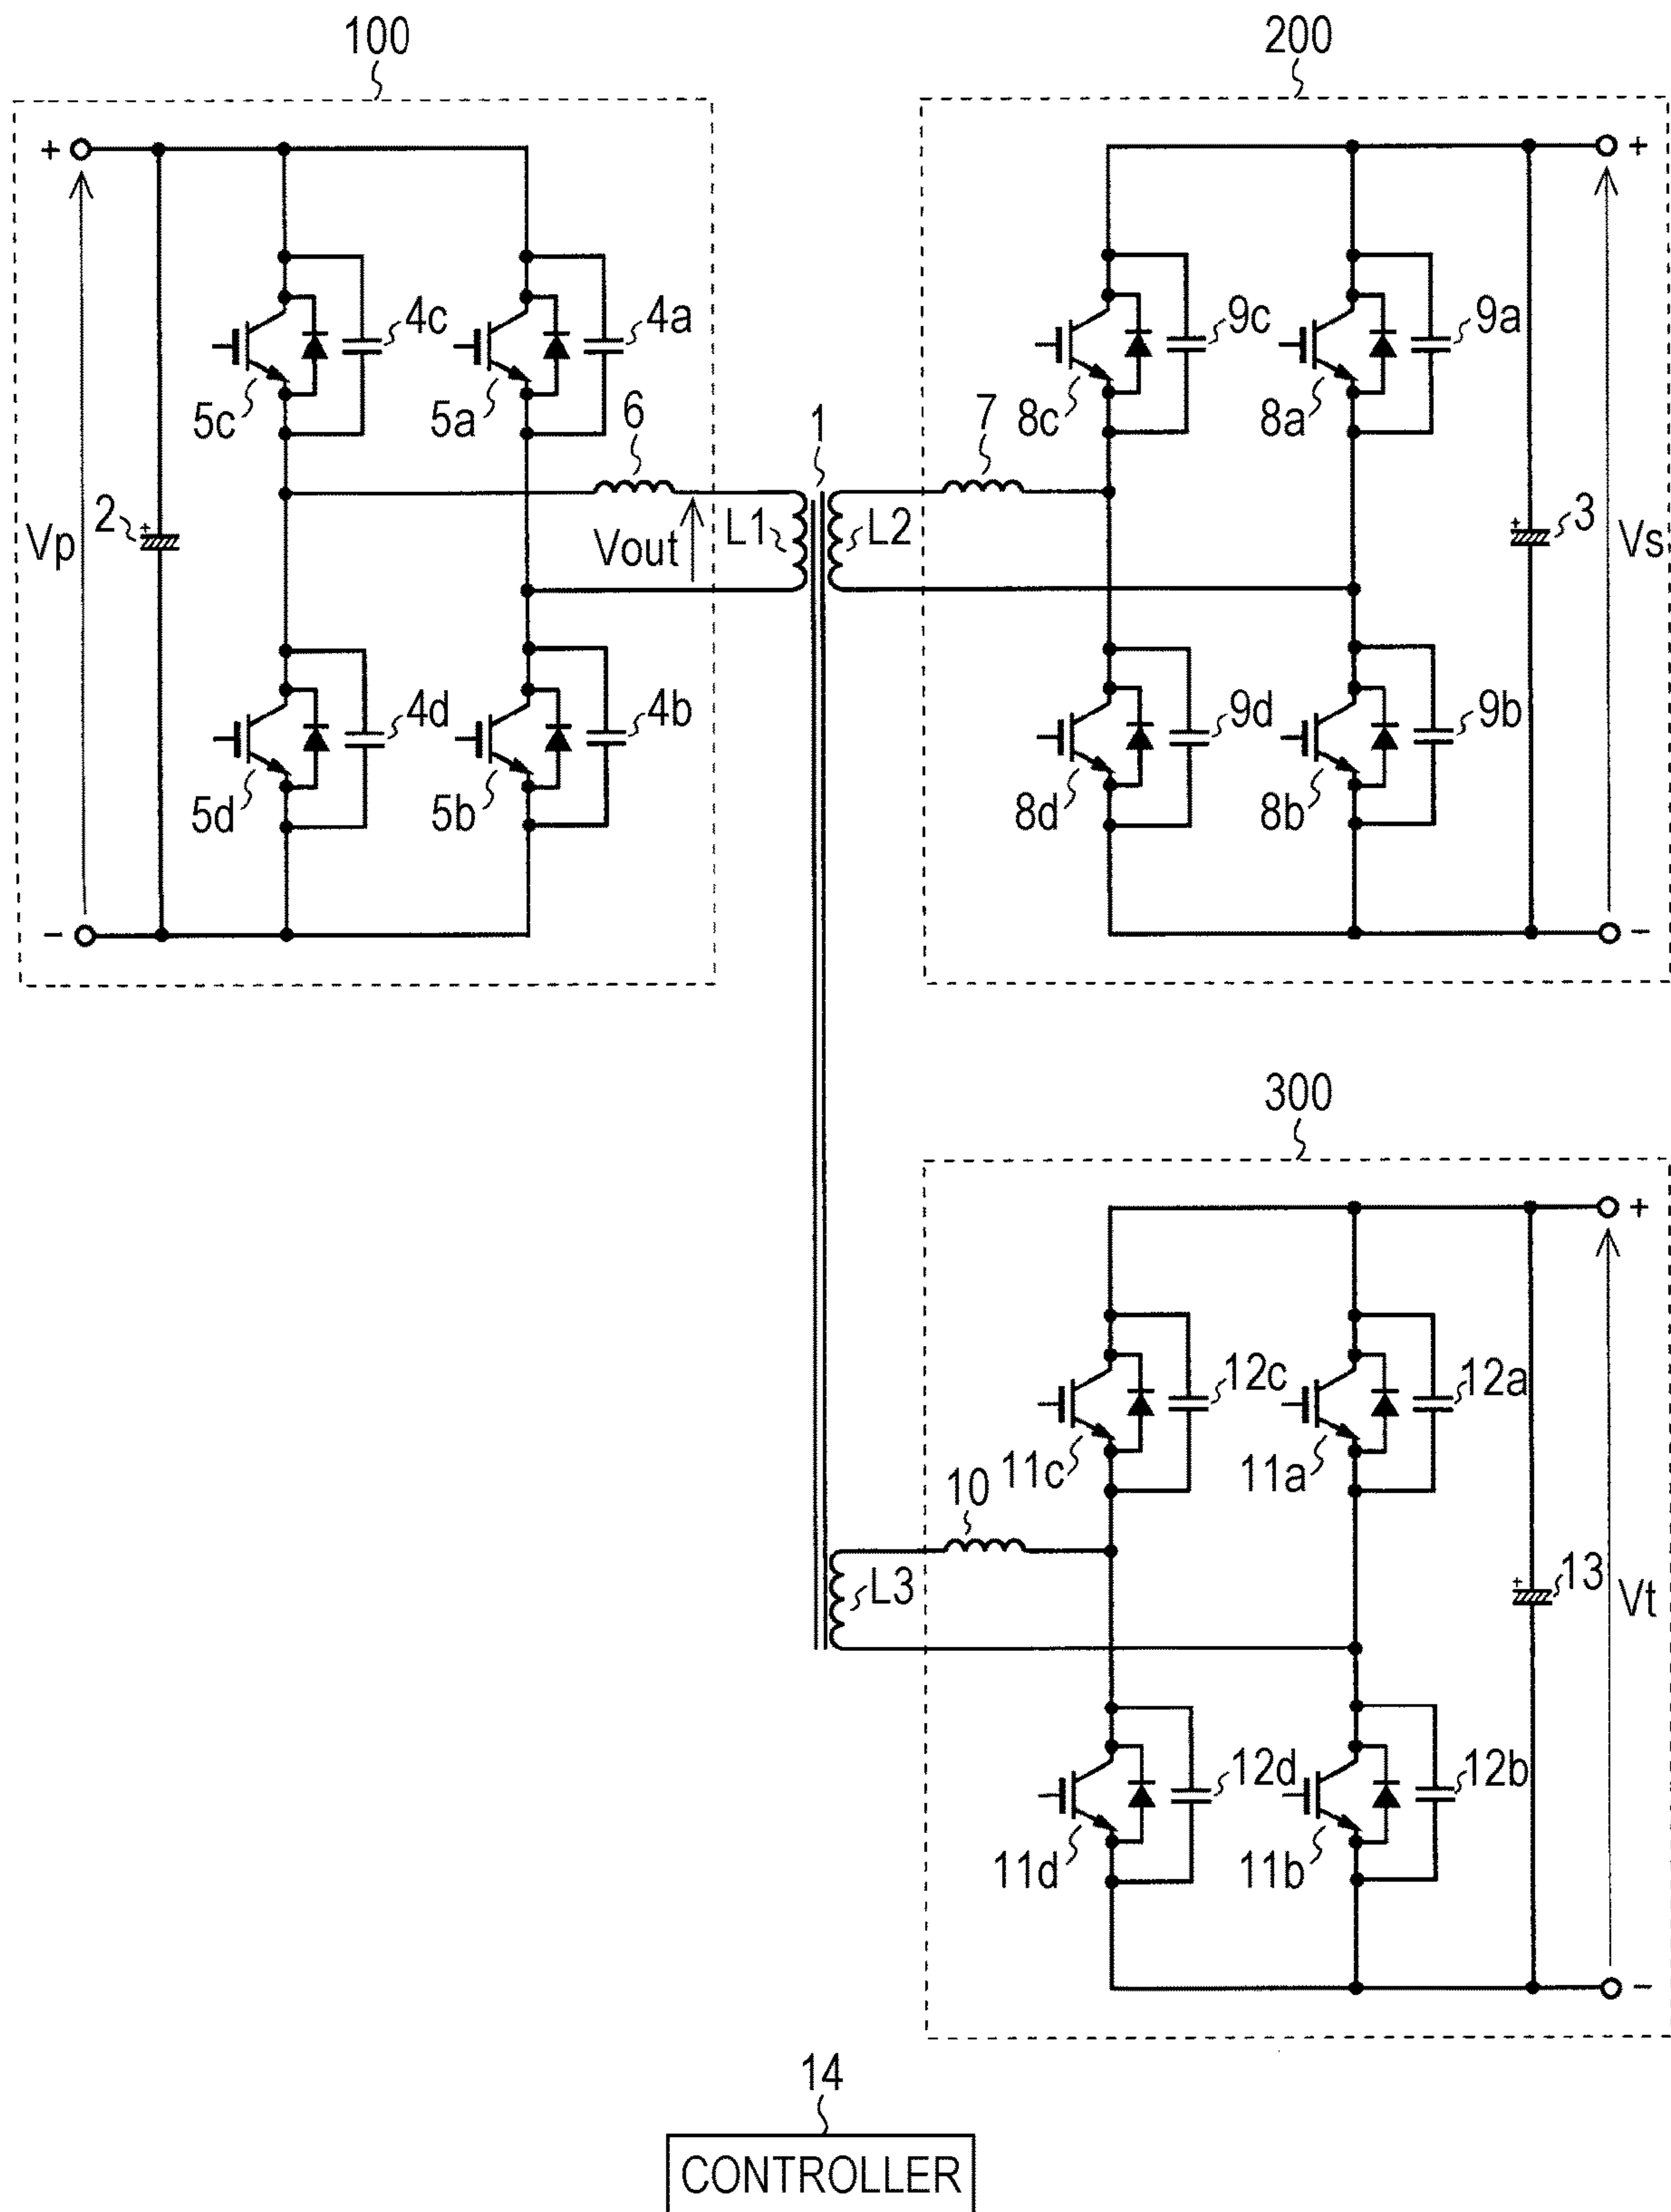 100
200
+
+
4c
4a
9c
9a
5c
5a
6
1
7
8c
8a
Vp
2
+
Vout
L1
L2
+
3
Vs
4d
4b
9d
9b
5d
5b
8d
8b
−
−
300
+
12c
12a
11c
11a
10
L3
+
13
Vt
12d
12b
11d
11b
−
14
CONTROLLER